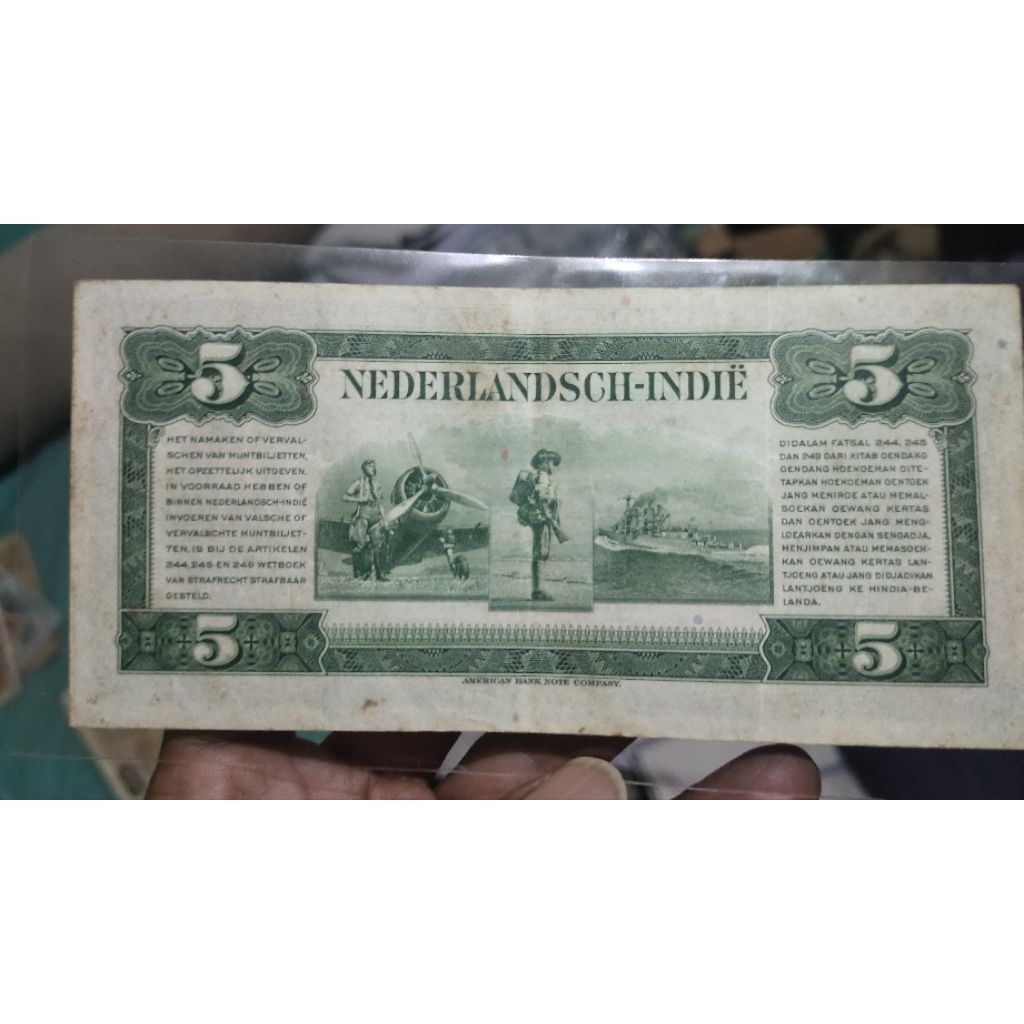 5
5
NEDERLANDSCH-INDIË
HET NAMAKEN OF VERVAL-
SCHEN VAN MUNTBILJETTEN,
HET OPZETTELIJK UITGEVEN,
IN VOORRAAD HEBBEN OF
BINNEN NEDERLANDSCH-INDIË
INVOEREN VAN VALSCHE OF
VERVALSCHTE MUNTBILJET-
TEN, IS BIJ DE ARTIKELEN
244, 245 EN 249 WETBOEK
VAN STRAFRECHT STRAFBAAR
GESTELD.
DIDALAM FATSAL 244, 245
DAN 249 DARI KITAB OENDANG
OENDANG HOEKOEMAN DITE-
TAPKAN HOEKOEMAN OENTOEK
JANG MENIROE ATAU MEMAL-
SOEKAN OEWANG KERTAS
DAN OENTOEK JANG MENG-
LOEARKAN DENGAN SENGADJA,
MENJIMPAN ATAU MEMASOEK-
KAN OEWANG KERTAS LAN-
TJOENG ATAU JANG DIDJADIKAN
LANTJOENG KE HINDIA-BE-
LANDA.
5
5
AMERICAN BANK NOTE COMPANY.